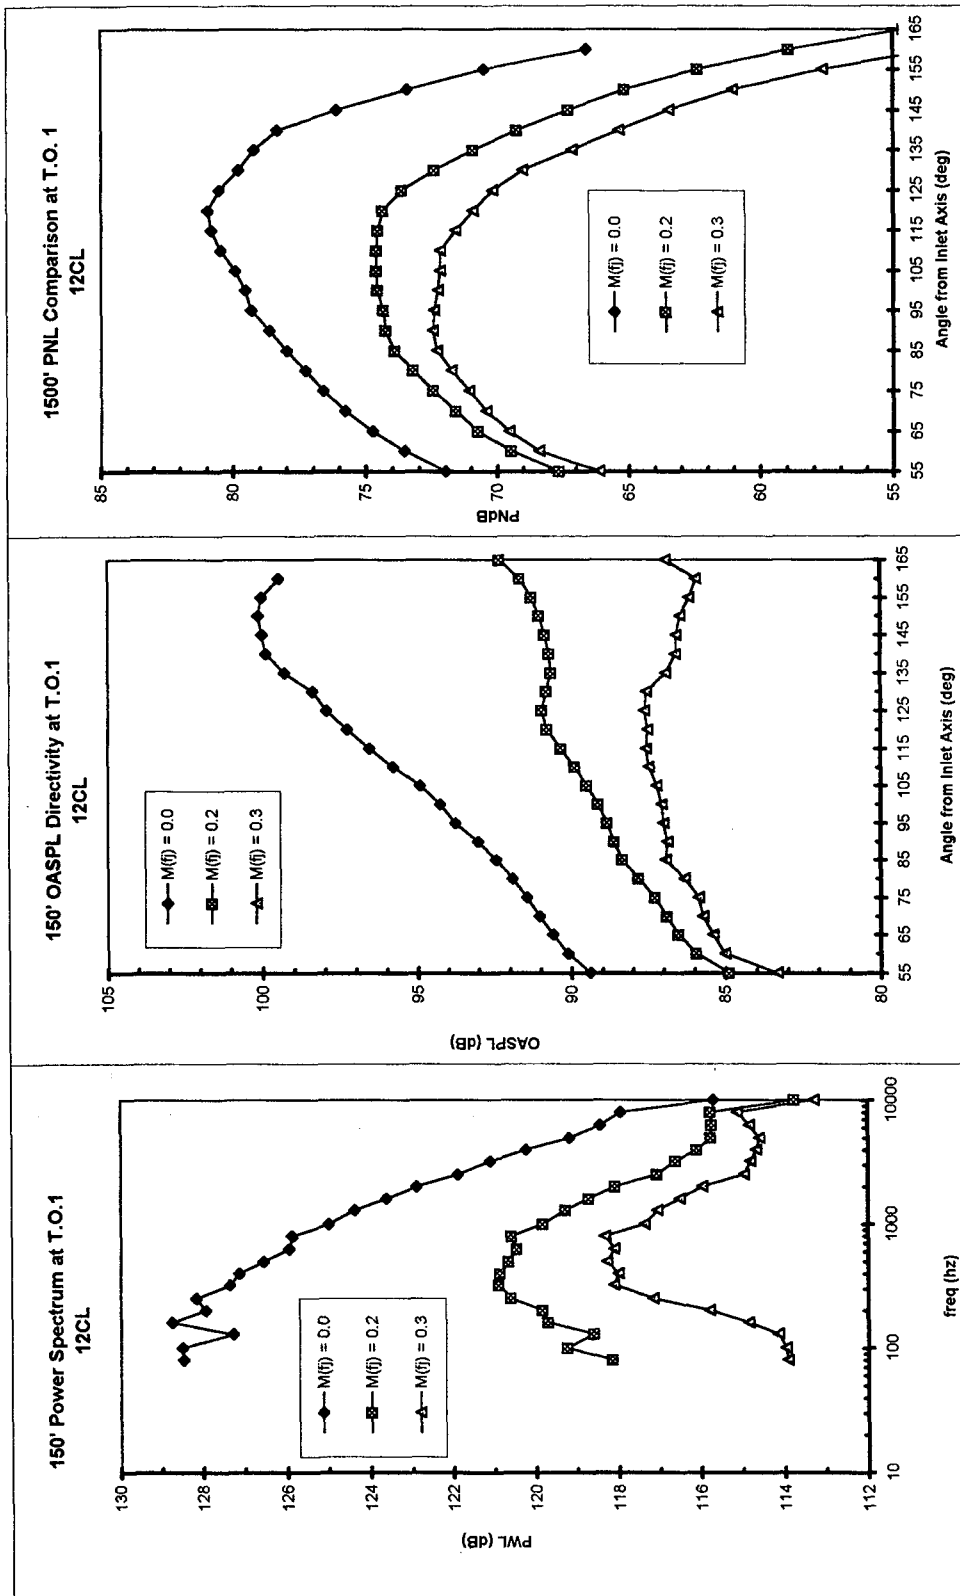 150' Power Spectrum at T.O.1
12CL
130
128
126
124
122
120
118
116
114
112
PWL (dB)
M(fj) = 0.0
M(fj) = 0.2
M(fj) = 0.3
10
100
1000
10000
freq (hz)
150' OASPL Directivity at T.O.1
12CL
105
100
95
90
85
80
OASPL (dB)
M(fj) = 0.0
M(fj) = 0.2
M(fj) = 0.3
55
65
75
85
95
105
115
125
135
145
155
165
Angle from Inlet Axis (deg)
1500' PNL Comparison at T.O. 1
12CL
85
80
75
70
65
60
55
PNdB
M(fj) = 0.0
M(fj) = 0.2
M(fj) = 0.3
55
65
75
85
95
105
115
125
135
145
155
165
Angle from Inlet Axis (deg)